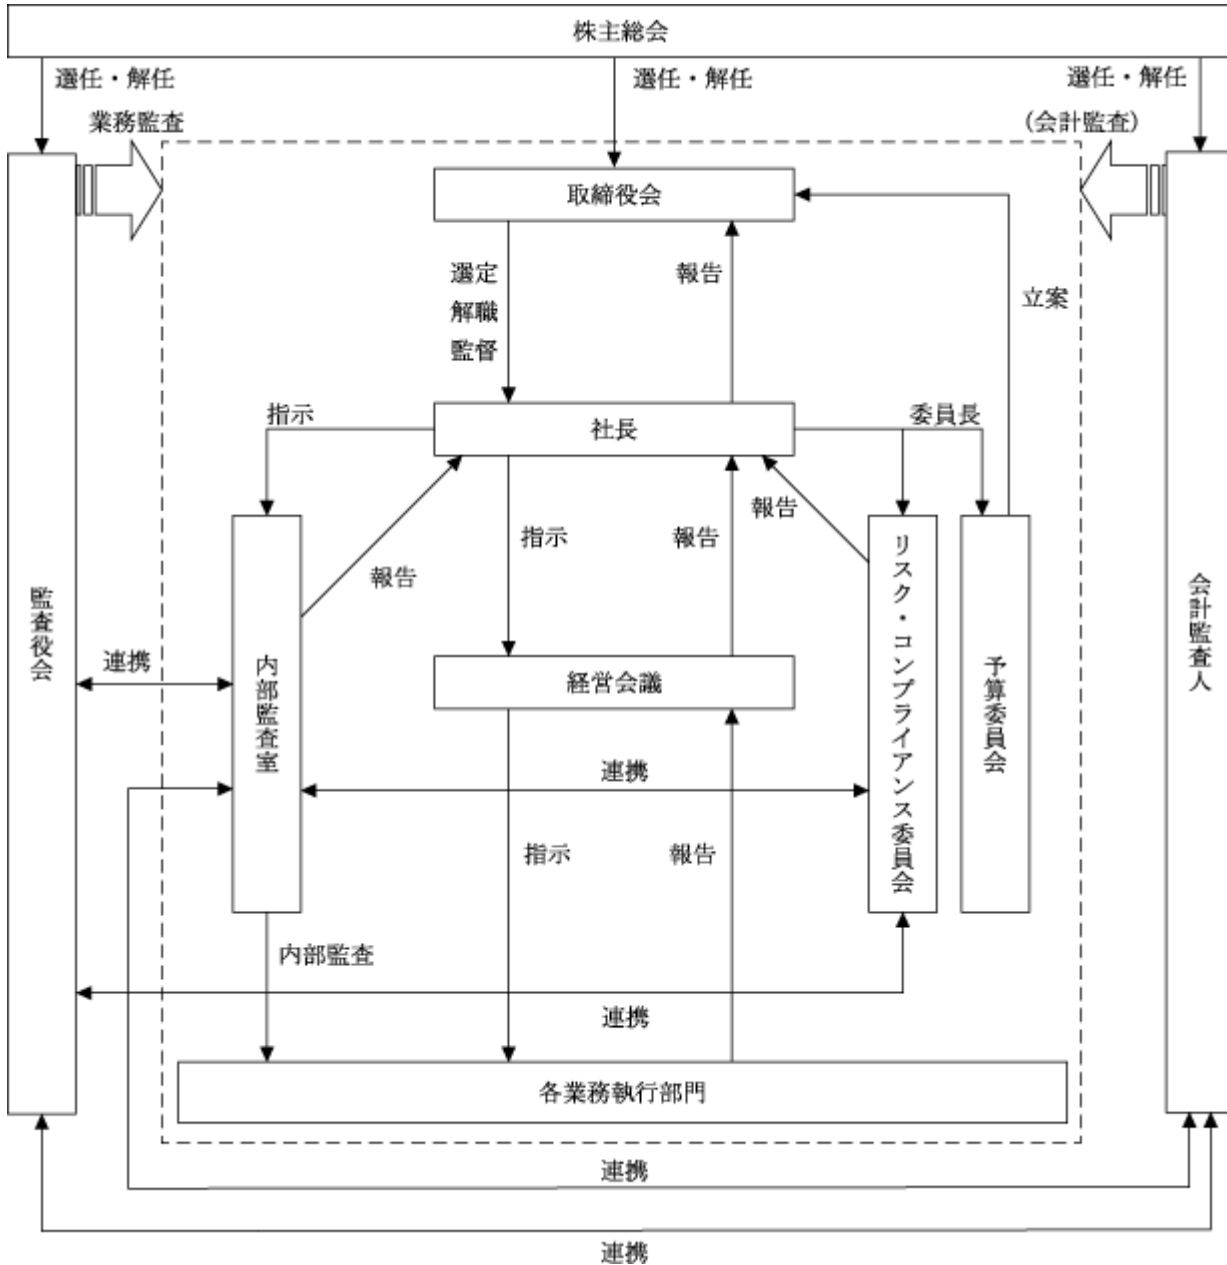 株主総会
選任・解任
選任・解任
選任・解任
業務監査
(会計監査)
取締役会
選定
解職
監督
報告
立案
指示
社長
委員長
報告
指示
報告
報告
監査役会
連携
内部監査室
経営会議
リスク・コンプライアンス委員会
予算委員会
会計監査人
連携
指示
報告
内部監査
連携
各業務執行部門
連携
連携